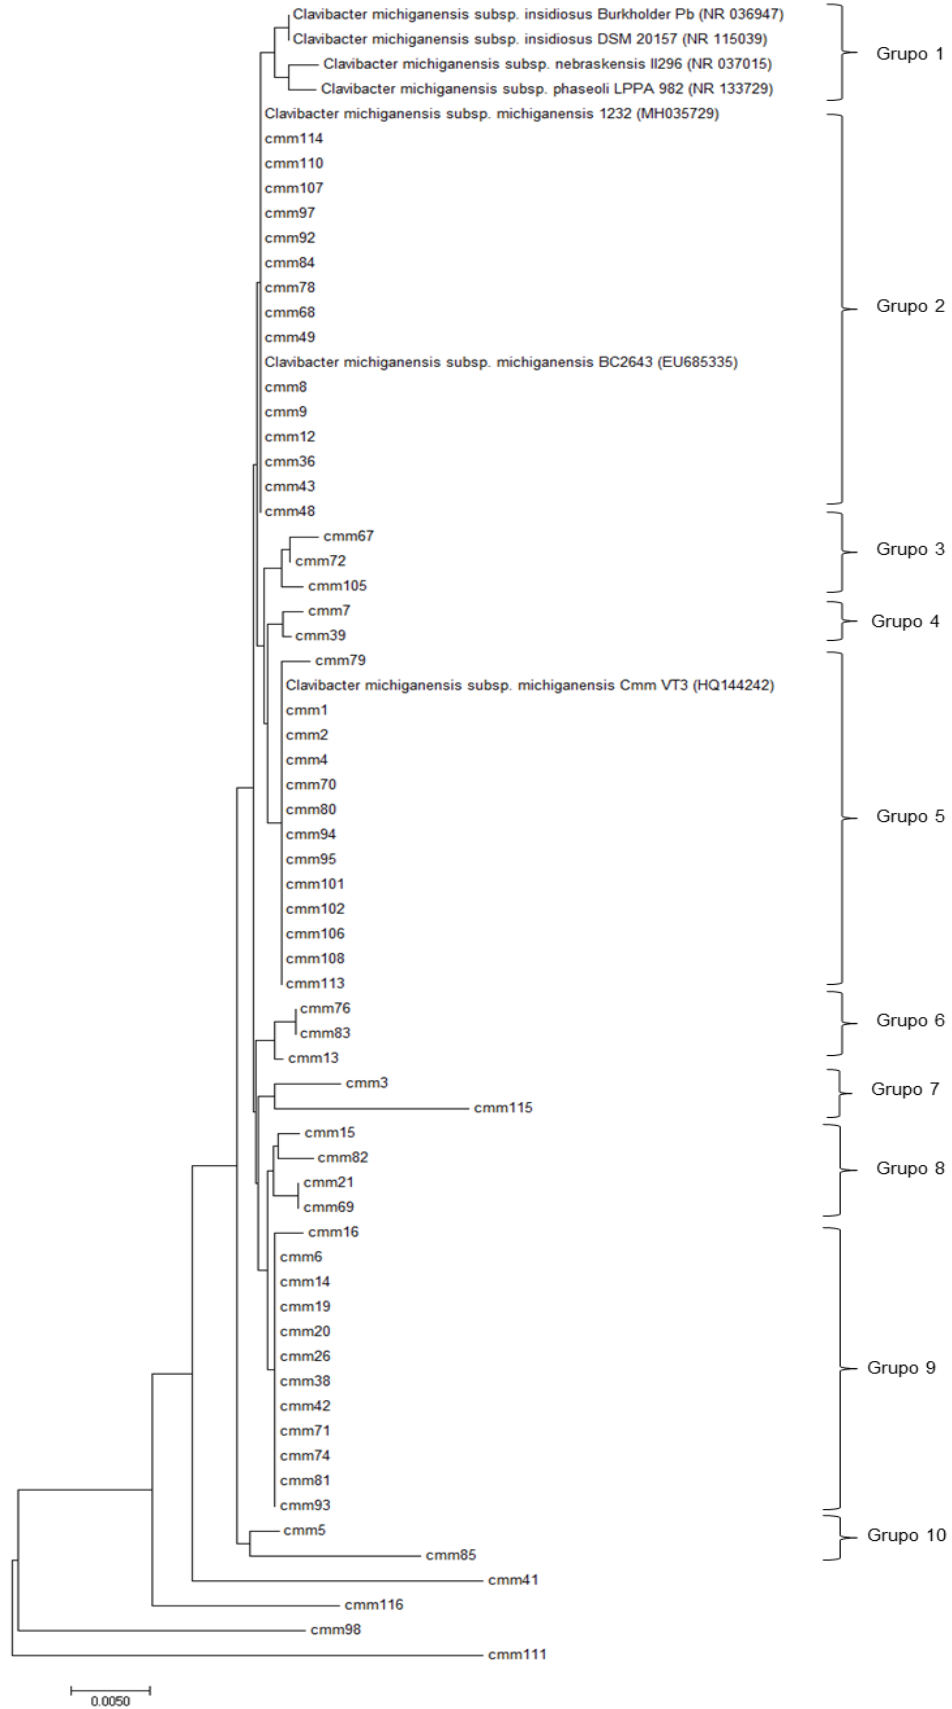 Clavibacter michiganensis subsp. insidiosus Burkholder Pb (NR 036947)
Clavibacter michiganensis subsp. insidiosus DSM 20157 (NR 115039)
Grupo 1
Clavibacter michiganensis subsp. nebraskensis II296 (NR 037015)
Clavibacter michiganensis subsp. phaseoli LPPA 982 (NR 133729)
Clavibacter michiganensis subsp. michiganensis 1232 (MH035729)
cmm114
cmm110
cmm107
cmm97
cmm92
cmm84
cmm78
Grupo 2
cmm68
cmm49
Clavibacter michiganensis subsp. michiganensis BC2643 (EU685335)
cmm8
cmm9
cmm12
cmm36
cmm43
cmm48
cmm67
Grupo 3
cmm72
cmm105
cmm7
Grupo 4
cmm39
cmm79
Clavibacter michiganensis subsp. michiganensis Cmm VT3 (HQ144242)
cmm1
cmm2
cmm4
cmm70
cmm80
Grupo 5
cmm94
cmm95
cmm101
cmm102
cmm106
cmm108
cmm113
cmm76
Grupo 6
cmm83
cmm13
cmm3
Grupo 7
cmm115
cmm15
cmm82
Grupo 8
cmm21
cmm69
cmm16
cmm6
cmm14
cmm19
cmm20
cmm26
Grupo 9
cmm38
cmm42
cmm71
cmm74
cmm81
cmm93
cmm5
Grupo 10
cmm85
cmm41
cmm116
cmm98
cmm111
0.0050